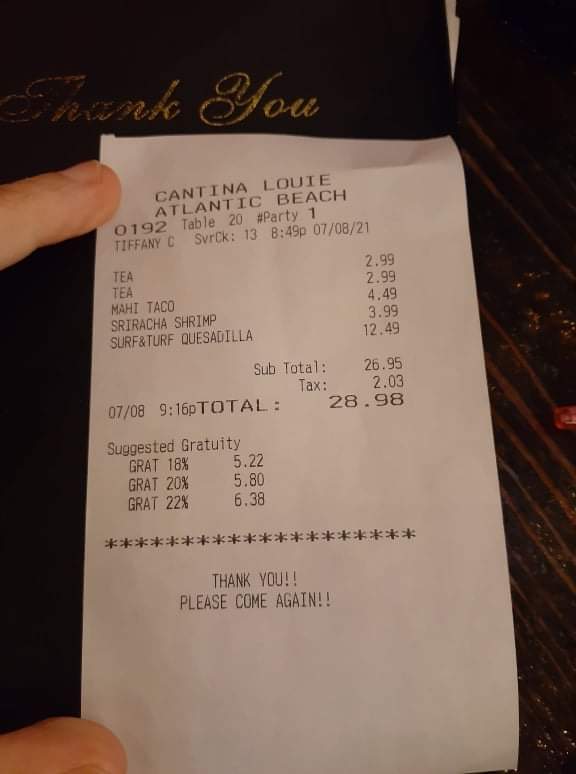 Thank You
CANTINA LOUIE
ATLANTIC BEACH
0192 Table 20 #Party 1
TIFFANY C SvrCk: 13 8:49p 07/08/21
TEA 2.99
TEA 2.99
MAHI TACO 4.49
SRIRACHA SHRIMP 3.99
SURF&TURF QUESADILLA 12.49
Sub Total: 26.95
Tax: 2.03
07/08 9:16pTOTAL: 28.98
Suggested Gratuity
GRAT 18% 5.22
GRAT 20% 5.80
GRAT 22% 6.38
*********************
THANK YOU!!
PLEASE COME AGAIN!!